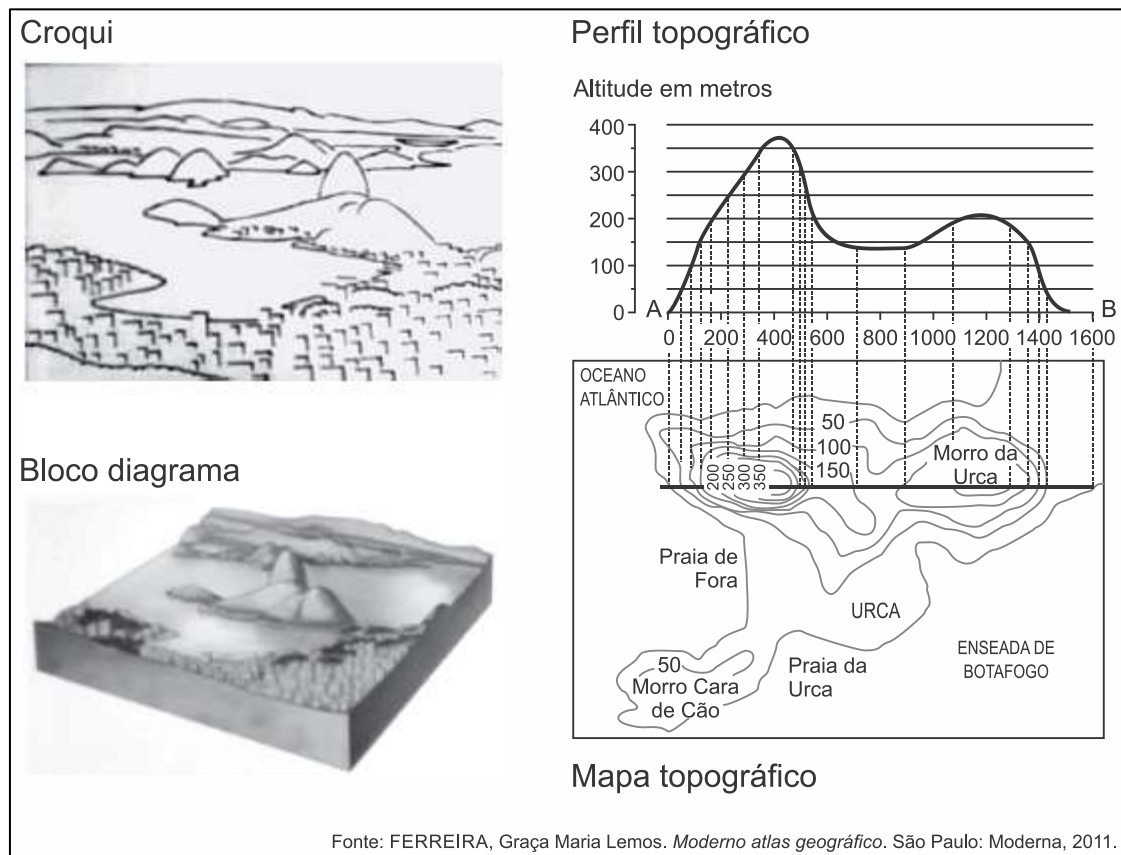 Croqui
Bloco diagrama
Perfil topográfico
Altitude em metros
400
300
200
100
0
A
B
0 200 400 600 800 1000 1200 1400 1600
OCEANO
ATLÂNTICO
50
100
150
200
250
300
350
Morro da
Urca
Praia de
Fora
URCA
ENSEADA DE
BOTAFOGO
50
Morro Cara
de Cão
Praia da
Urca
Mapa topográfico
Fonte: FERREIRA, Graça Maria Lemos. Moderno atlas geográfico. São Paulo: Moderna, 2011.